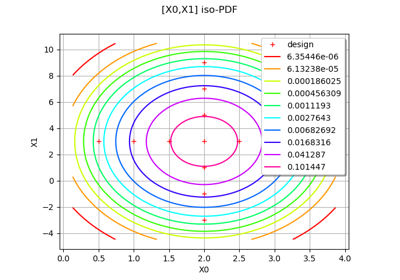 [X0,X1] iso-PDF
10
8
6
4
2
0
−2
−4
X1
0.0 0.5 1.0 1.5 2.0 2.5 3.0 3.5 4.0
X0
design
6.35446e-06
6.13238e-05
0.000186025
0.000456309
0.0011193
0.0027643
0.00682692
0.0168316
0.041287
0.101447